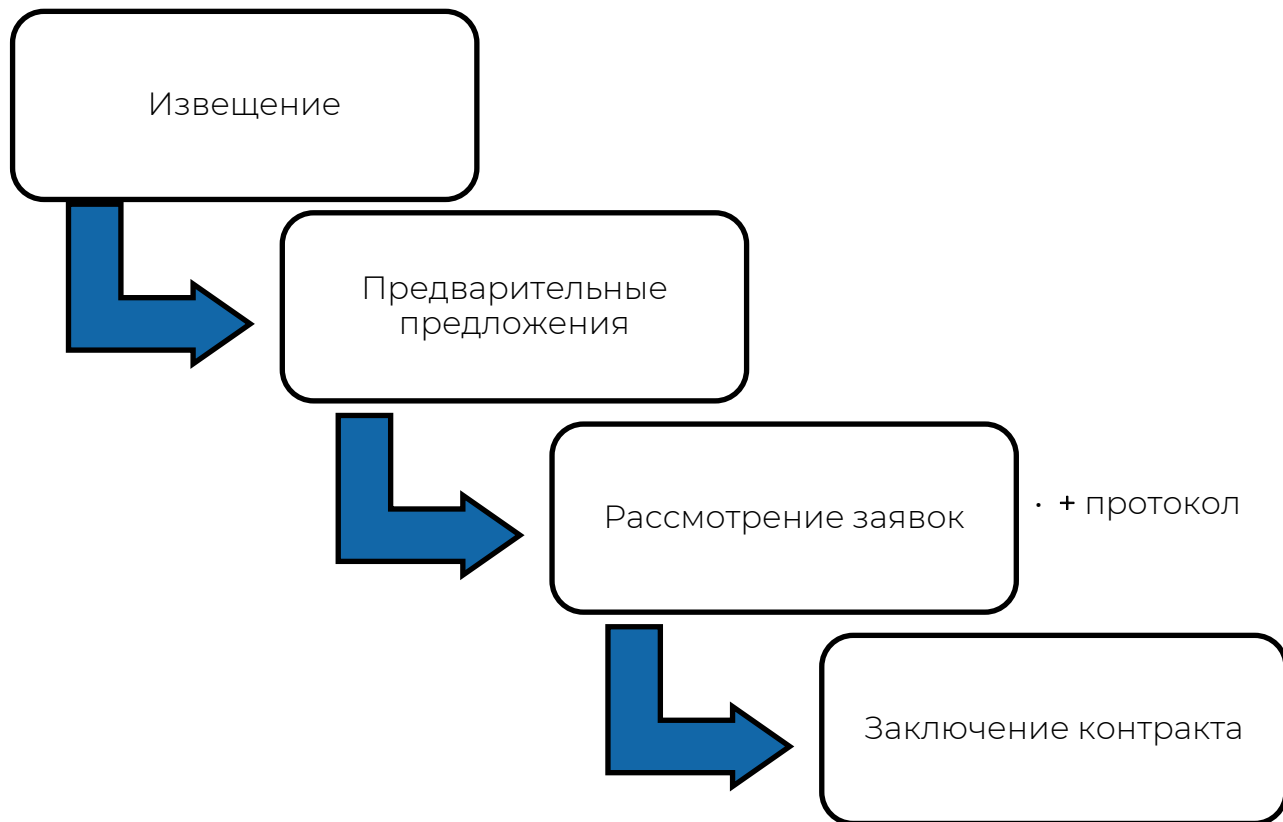 Извещение
Предварительные
предложения
Рассмотрение заявок
· + протокол
Заключение контракта